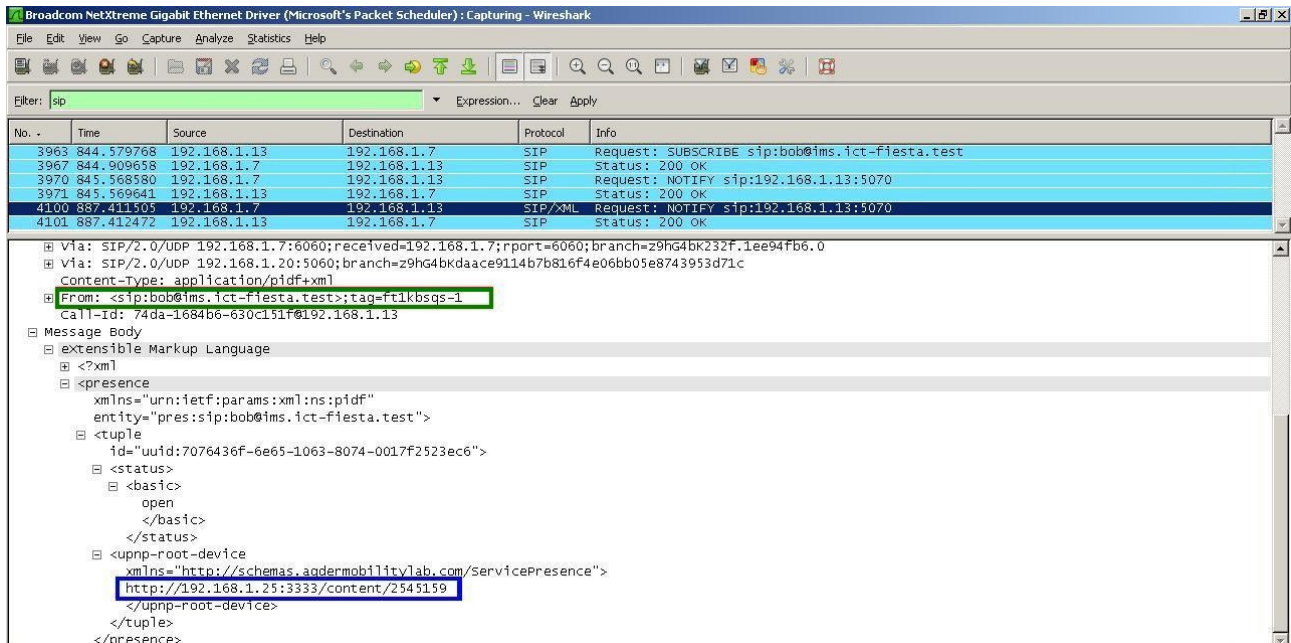 Broadcom NetXtreme Gigabit Ethernet Driver (Microsoft's Packet Scheduler) : Capturing - Wireshark
File Edit View Go Capture Analyze Statistics Help
Filter: sip Expression... Clear Apply
No. - Time Source Destination Protocol Info
3963 844.579768 192.168.1.13 192.168.1.7 SIP Request: SUBSCRIBE sip:bob@ims.ict-fiesta.test
3967 844.909658 192.168.1.7 192.168.1.13 SIP Status: 200 OK
3970 845.568580 192.168.1.7 192.168.1.13 SIP Request: NOTIFY sip:192.168.1.13:5070
3971 845.569641 192.168.1.13 192.168.1.7 SIP Status: 200 OK
4100 887.411505 192.168.1.7 192.168.1.13 SIP/XML Request: NOTIFY sip:192.168.1.13:5070
4101 887.412472 192.168.1.13 192.168.1.7 SIP Status: 200 OK
Via: SIP/2.0/UDP 192.168.1.7:6060;received=192.168.1.7;rport=6060;branch=z9hG4bK232f.1ee94fb6.0
Via: SIP/2.0/UDP 192.168.1.20:5060;branch=z9hG4bKdaace9114b7b816f4e06bb05e8743953d71c
Content-Type: application/pidf+xml
From: <sip:bob@ims.ict-fiesta.test>;tag=ft1kbsqs-1
Call-Id: 74da-1684b6-630c151f@192.168.1.13
Message Body
eXtensible Markup Language
<?xml
<presence
xmlns="urn:ietf:params:xml:ns:pidf"
entity="pres:sip:bob@ims.ict-fiesta.test">
<tuple
id="uuid:7076436f-6e65-1063-8074-0017f2523ec6">
<status>
<basic>
open
</basic>
</status>
<upnp-root-device
xmlns="http://schemas.agdermobilitylab.com/ServicePresence">
http://192.168.1.25:3333/content/2545159
</upnp-root-device>
</tuple>
</presence>